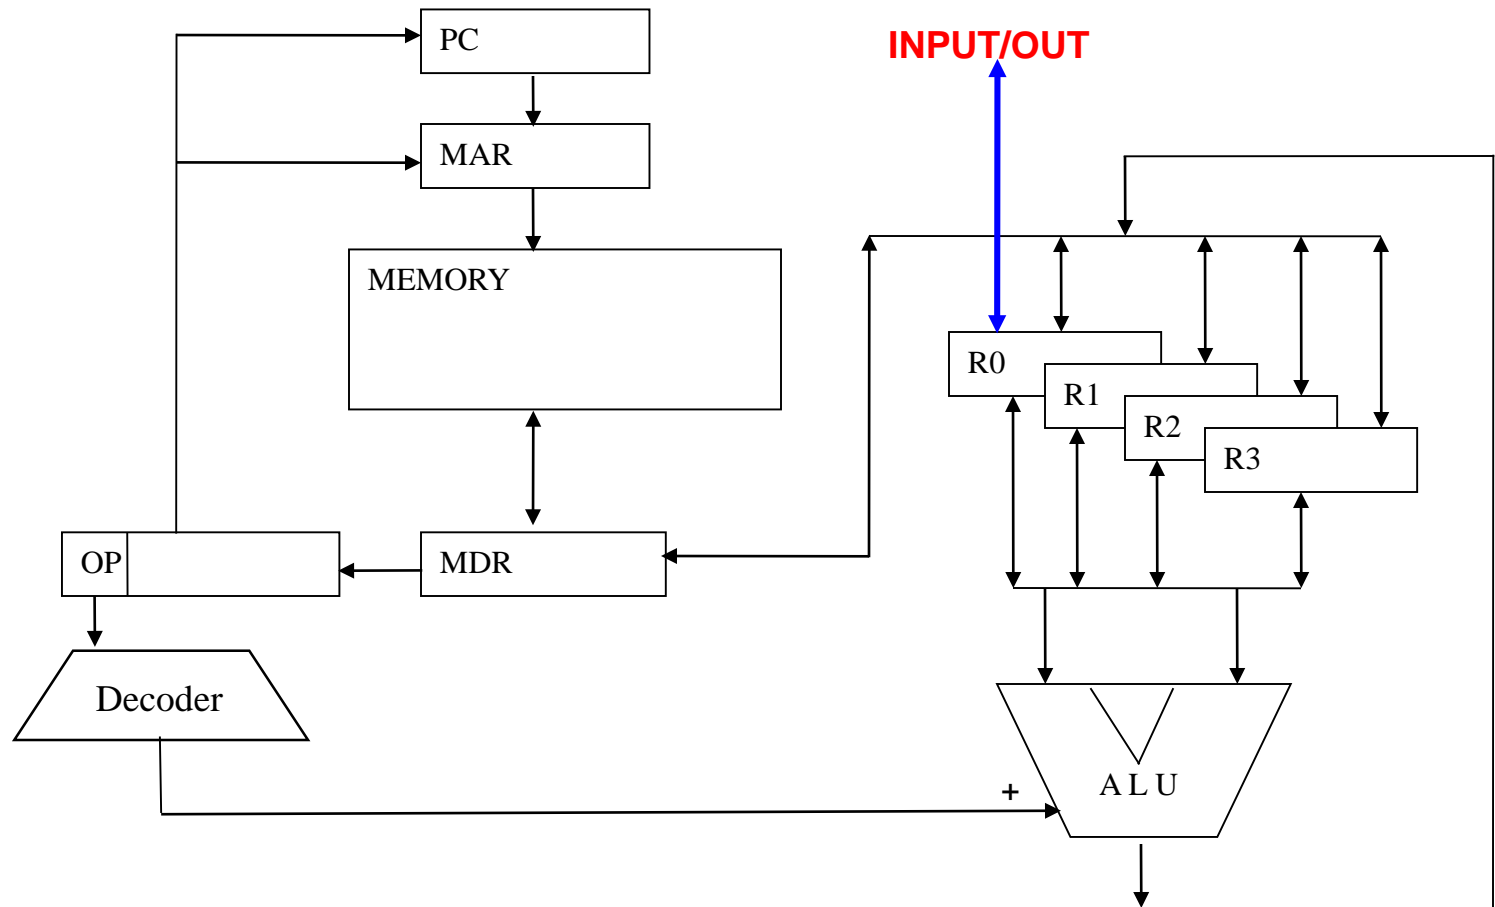 PC
INPUT/OUT
MAR
MEMORY
R0
R1
R2
R3
OP
MDR
Decoder
+
A L U